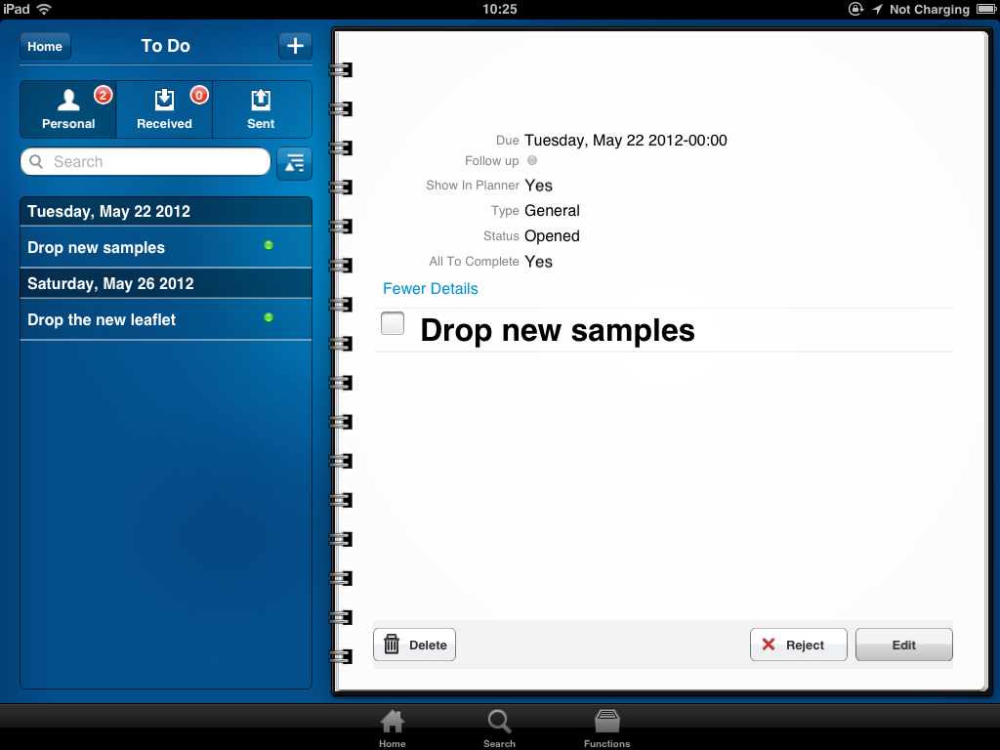 iPad 10:25 Not Charging
Home To Do +
2 0
Personal Received Sent
Search
Tuesday, May 22 2012
Drop new samples
Saturday, May 26 2012
Drop the new leaflet
Due Tuesday, May 22 2012-00:00
Follow up
Show In Planner Yes
Type General
Status Opened
All To Complete Yes
Fewer Details
Drop new samples
Delete Reject Edit
Home Search Functions